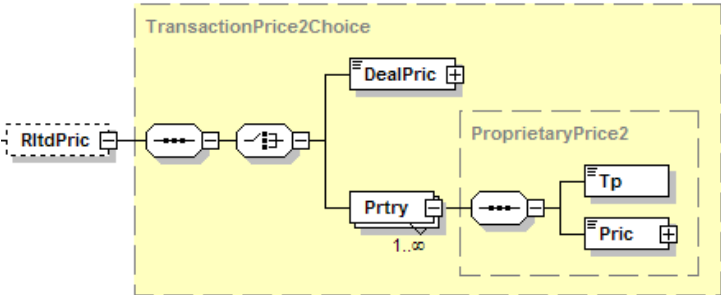 TransactionPrice2Choice
DealPric
RltdPric
ProprietaryPrice2
Tp
Prtry
Pric
1..∞